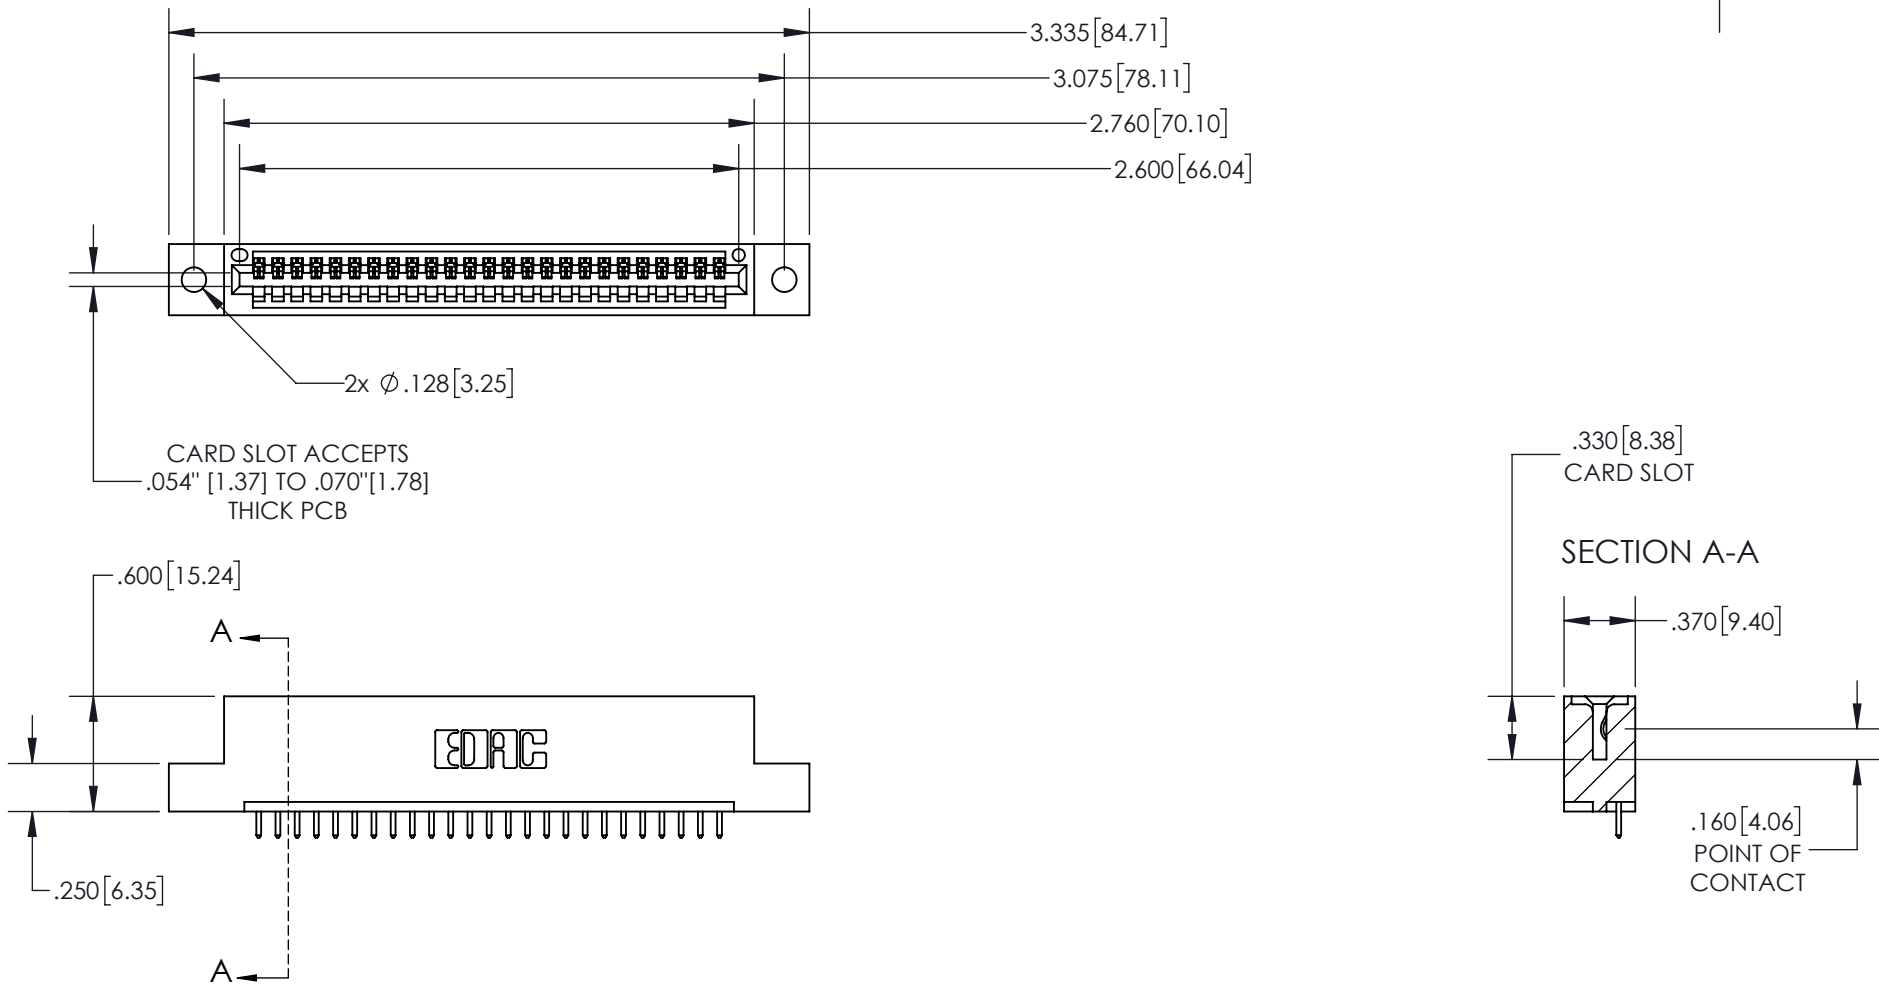 3.335[84.71]
3.075[78.11]
2.760[70.10]
2.600[66.04]
2x ∅.128[3.25]
CARD SLOT ACCEPTS
.054" [1.37] TO .070"[1.78]
THICK PCB
.330[8.38]
CARD SLOT
SECTION A-A
.600[15.24]
.370[9.40]
A
EDAC
.160[4.06]
POINT OF
CONTACT
.250[6.35]
A